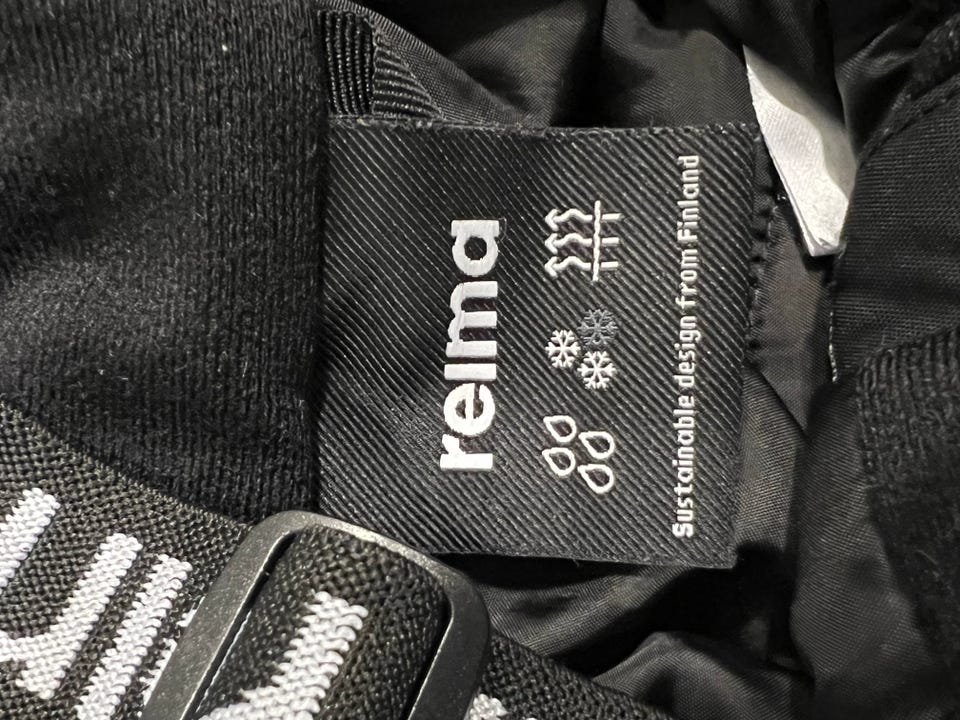 reima
Sustainable design from Finland